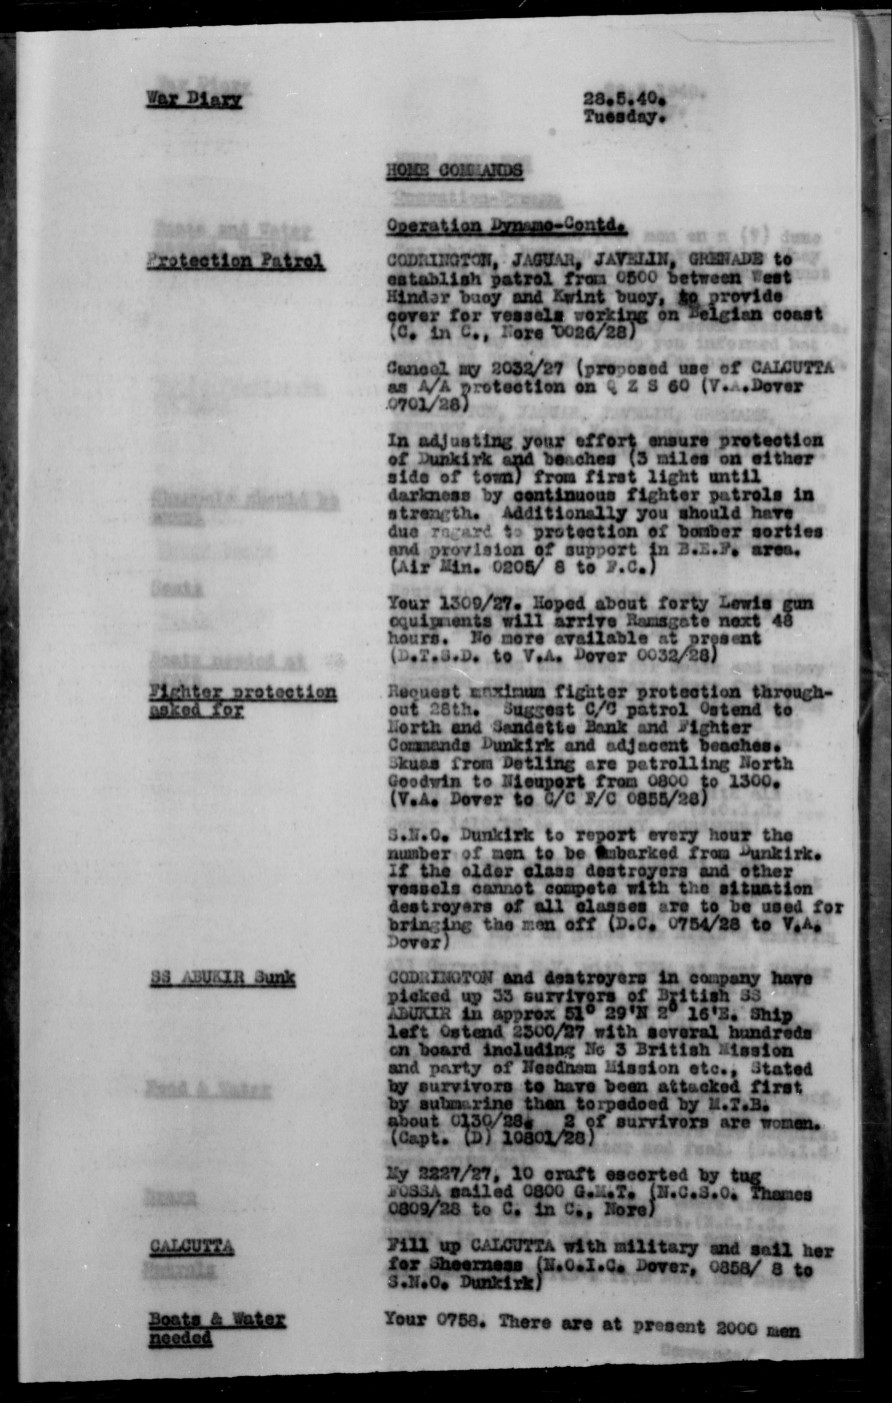 War Diary
28.5.40.
Tuesday.
HOME COMMANDS
Operation Dynamo-Contd.
Protection Patrol
CODRINGTON, JAGUAR, JAVELIN, GRENADE to
establish patrol from 0500 between West
Hinder buoy and Kwint buoy, to provide
cover for vessels working on Belgian coast
(C. in C., Nore 0026/28)
Cancel my 2032/27 (proposed use of CALCUTTA
as A/A protection on Q Z S 60 (V.A.Dover
0701/28)
In adjusting your effort ensure protection
of Dunkirk and beaches (3 miles on either
side of town) from first light until
darkness by continuous fighter patrols in
strength. Additionally you should have
due regard to protection of bomber sorties
and provision of support in B.E.F. area.
(Air Min. 0205/ 8 to F.C.)
Your 1309/27. Hoped about forty Lewis gun
equipments will arrive Ramsgate next 48
hours. No more available at present
(D.T.S.D. to V.A. Dover 0032/28)
Fighter protection
asked for
Request maximum fighter protection through-
out 28th. Suggest C/C patrol Ostend to
North and Sandette Bank and Fighter
Commands Dunkirk and adjacent beaches.
Skuas from Detling are patrolling North
Goodwin to Nieuport from 0800 to 1300.
(V.A. Dover to C/C F/C 0855/28)
S.N.O. Dunkirk to report every hour the
number of men to be embarked from Dunkirk.
If the older class destroyers and other
vessels cannot compete with the situation
destroyers of all classes are to be used for
bringing the men off (D.C. 0754/28 to V.A.
Dover)
SS ABUKIR Sunk
CODRINGTON and destroyers in company have
picked up 33 survivors of British SS
ABUKIR in approx 51° 29'N 2° 16'E. Ship
left Ostend 2300/27 with several hundreds
on board including No 3 British Mission
and party of Needham Mission etc., Stated
by survivors to have been attacked first
by submarine then torpedoed by M.T.B.
about 0130/28. 2 of survivors are women.
(Capt. (D) 10801/28)
My 2227/27, 10 craft escorted by tug
FOSSA sailed 0800 G.M.T. (N.C.S.O. Thames
0809/28 to C. in C., Nore)
CALCUTTA
Fill up CALCUTTA with military and sail her
for Sheerness (N.O.I.C. Dover, 0858/ 8 to
S.N.O. Dunkirk)
Boats & Water
needed
Your 0758. There are at present 2000 men